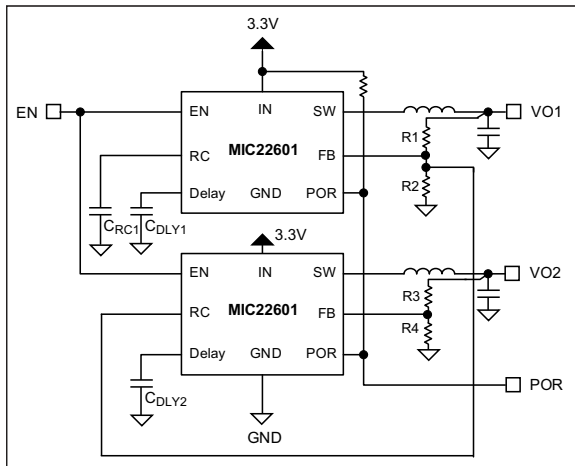 3.3V
EN
EN
IN
SW
VO1
R1
RC
MIC22601
FB
R2
Delay
GND
POR
CRC1
CDLY1
3.3V
EN
IN
SW
VO2
R3
RC
MIC22601
FB
R4
Delay
GND
POR
POR
CDLY2
GND